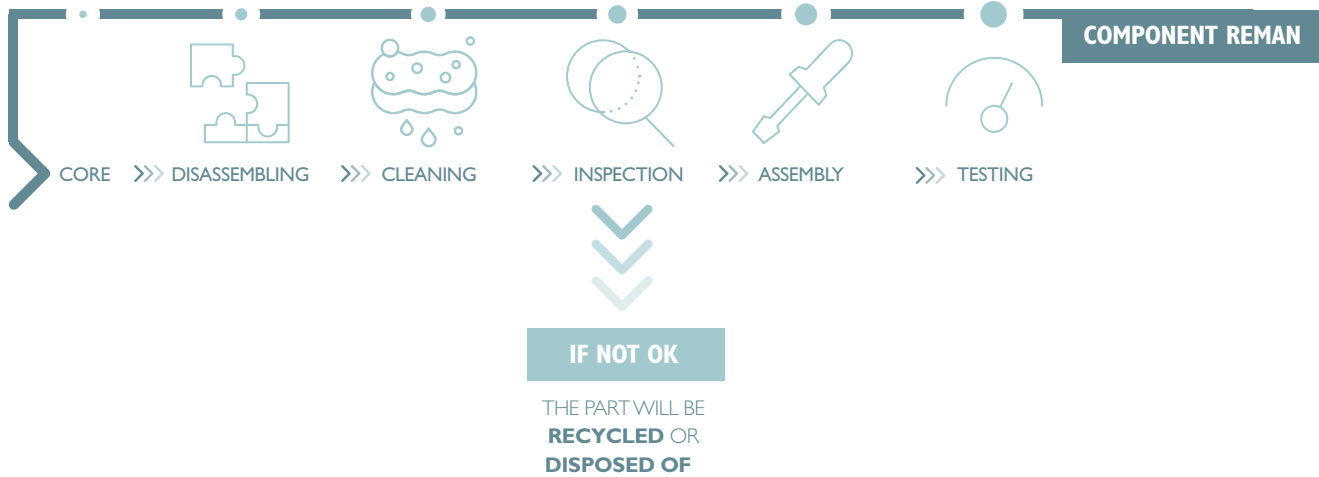 COMPONENT REMAN
CORE DISASSEMBLING CLEANING INSPECTION ASSEMBLY TESTING
IF NOT OK
THE PART WILL BE
RECYCLED OR
DISPOSED OF